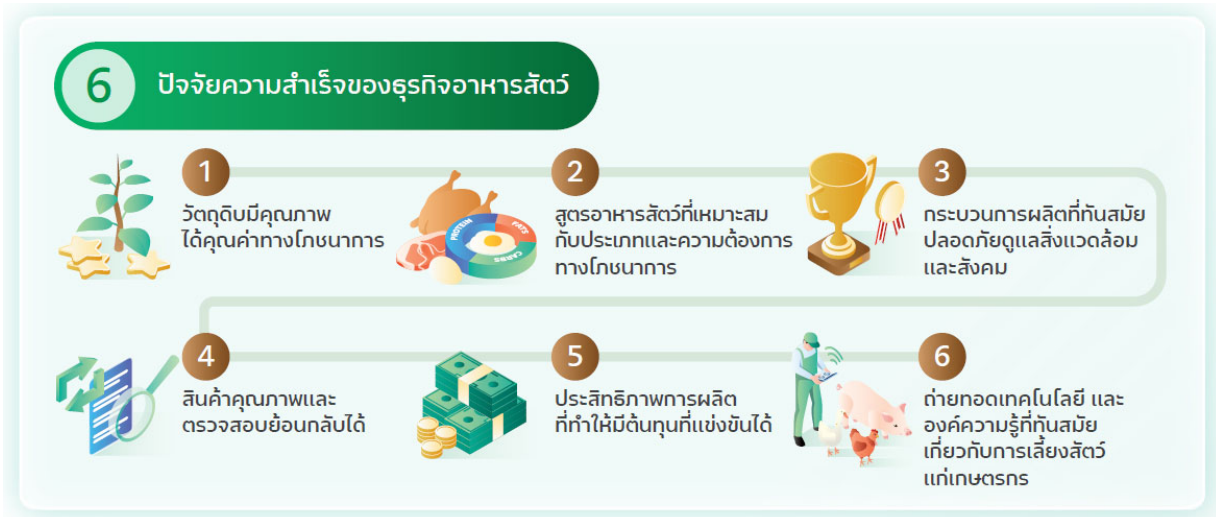 6 ปัจจัยความสำเร็จของธุรกิจอาหารสัตว์
1
วัตถุดิบมีคุณภาพ
ได้คุณค่าทางโภชนาการ
PROTEIN
FATS
CARBS
2
สูตรอาหารสัตว์ที่เหมาะสม
กับประเภทและความต้องการ
ทางโภชนาการ
3
กระบวนการผลิตที่ทันสมัย
ปลอดภัยดูแลสิ่งแวดล้อม
และสังคม
4
สินค้าคุณภาพและ
ตรวจสอบย้อนกลับได้
5
ประสิทธิภาพการผลิต
ที่ทำให้มีต้นทุนที่แข่งขันได้
6
ถ่ายทอดเทคโนโลยี และ
องค์ความรู้ที่ทันสมัย
เกี่ยวกับการเลี้ยงสัตว์
แก่เกษตรกร